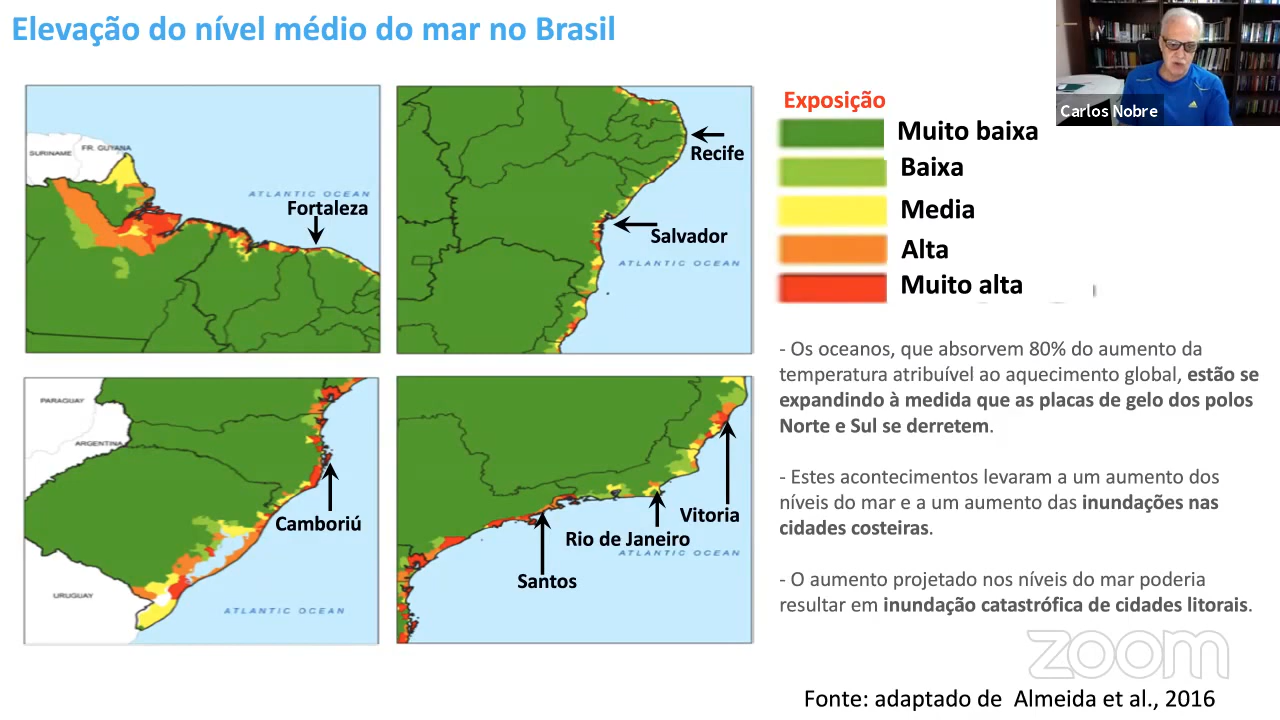 Elevação do nível médio do mar no Brasil
Carlos Nobre
SURINAME
FR. GUYANA
ATLANTIC OCEAN
Fortaleza
Recife
Salvador
ATLANTIC OCEAN
Exposição
Muito baixa
Baixa
Media
Alta
Muito alta
PARAGUAY
ARGENTINA
Camboriú
URUGUAY
ATLANTIC OCEAN
Vitoria
Rio de Janeiro
ATLANTIC OCEAN
Santos
- Os oceanos, que absorvem 80% do aumento da
temperatura atribuível ao aquecimento global, estão se
expandindo à medida que as placas de gelo dos polos
Norte e Sul se derretem.
- Estes acontecimentos levaram a um aumento dos
níveis do mar e a um aumento das inundações nas
cidades costeiras.
- O aumento projetado nos níveis do mar poderia
resultar em inundação catastrófica de cidades litorais.
zoom
Fonte: adaptado de Almeida et al., 2016